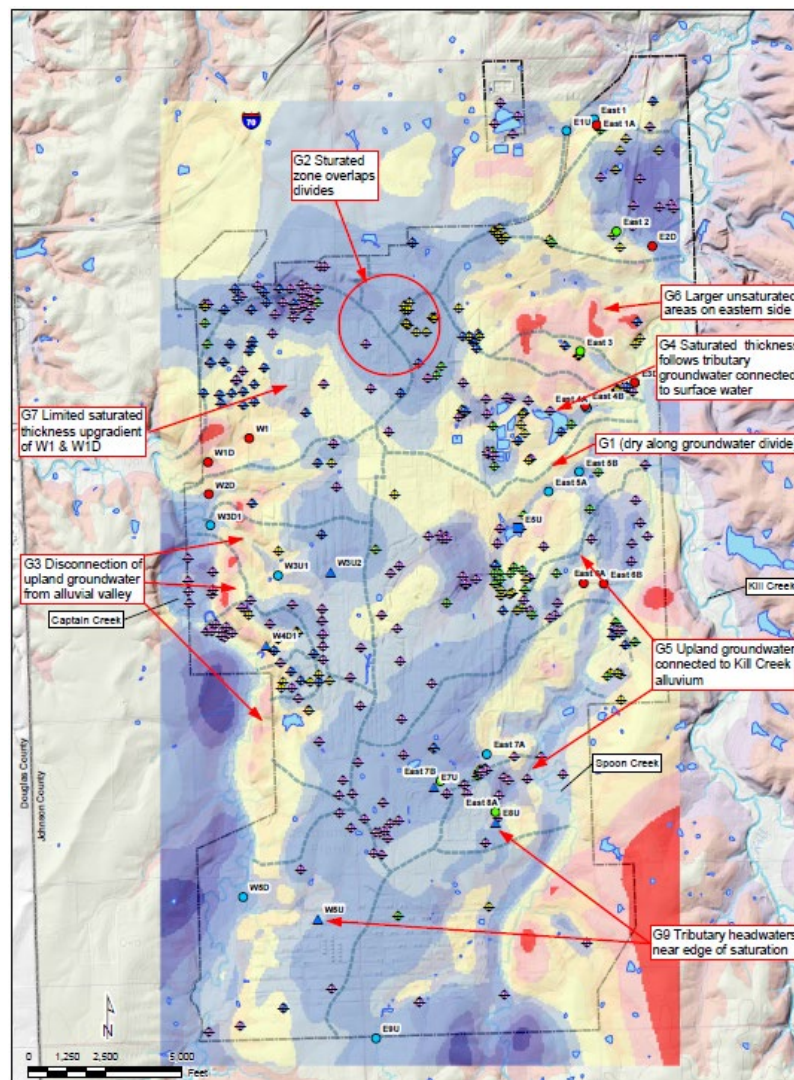 70
East 1
E1U
East 1A
G2 Sturated
zone overlaps
divides
East 2
E2D
G6 Larger unsaturated
areas on eastern side
East 3
G4 Saturated thickness
follows tributary
groundwater connected
to surface water
East 4A
East 4B
G7 Limited saturated
thickness upgradient
of W1 & W1D
W1
W1D
G1 (dry along groundwater divide
W2D
East 5B
East 5A
W3D1
E5U
G3 Disconnection of
upland groundwater
from alluvial valley
W3U1
W3U2
East 6B
Kill Creek
Captain Creek
W4D1
G5 Upland groundwater
connected to Kill Creek
alluvium
East 7A
Spoon Creek
East 7B
E7U
East 8A
E8U
Douglas County
Johnson County
W5U
G9 Tributary headwaters
near edge of saturation
E9U
N
0 1,250 2,500 5,000
Feet